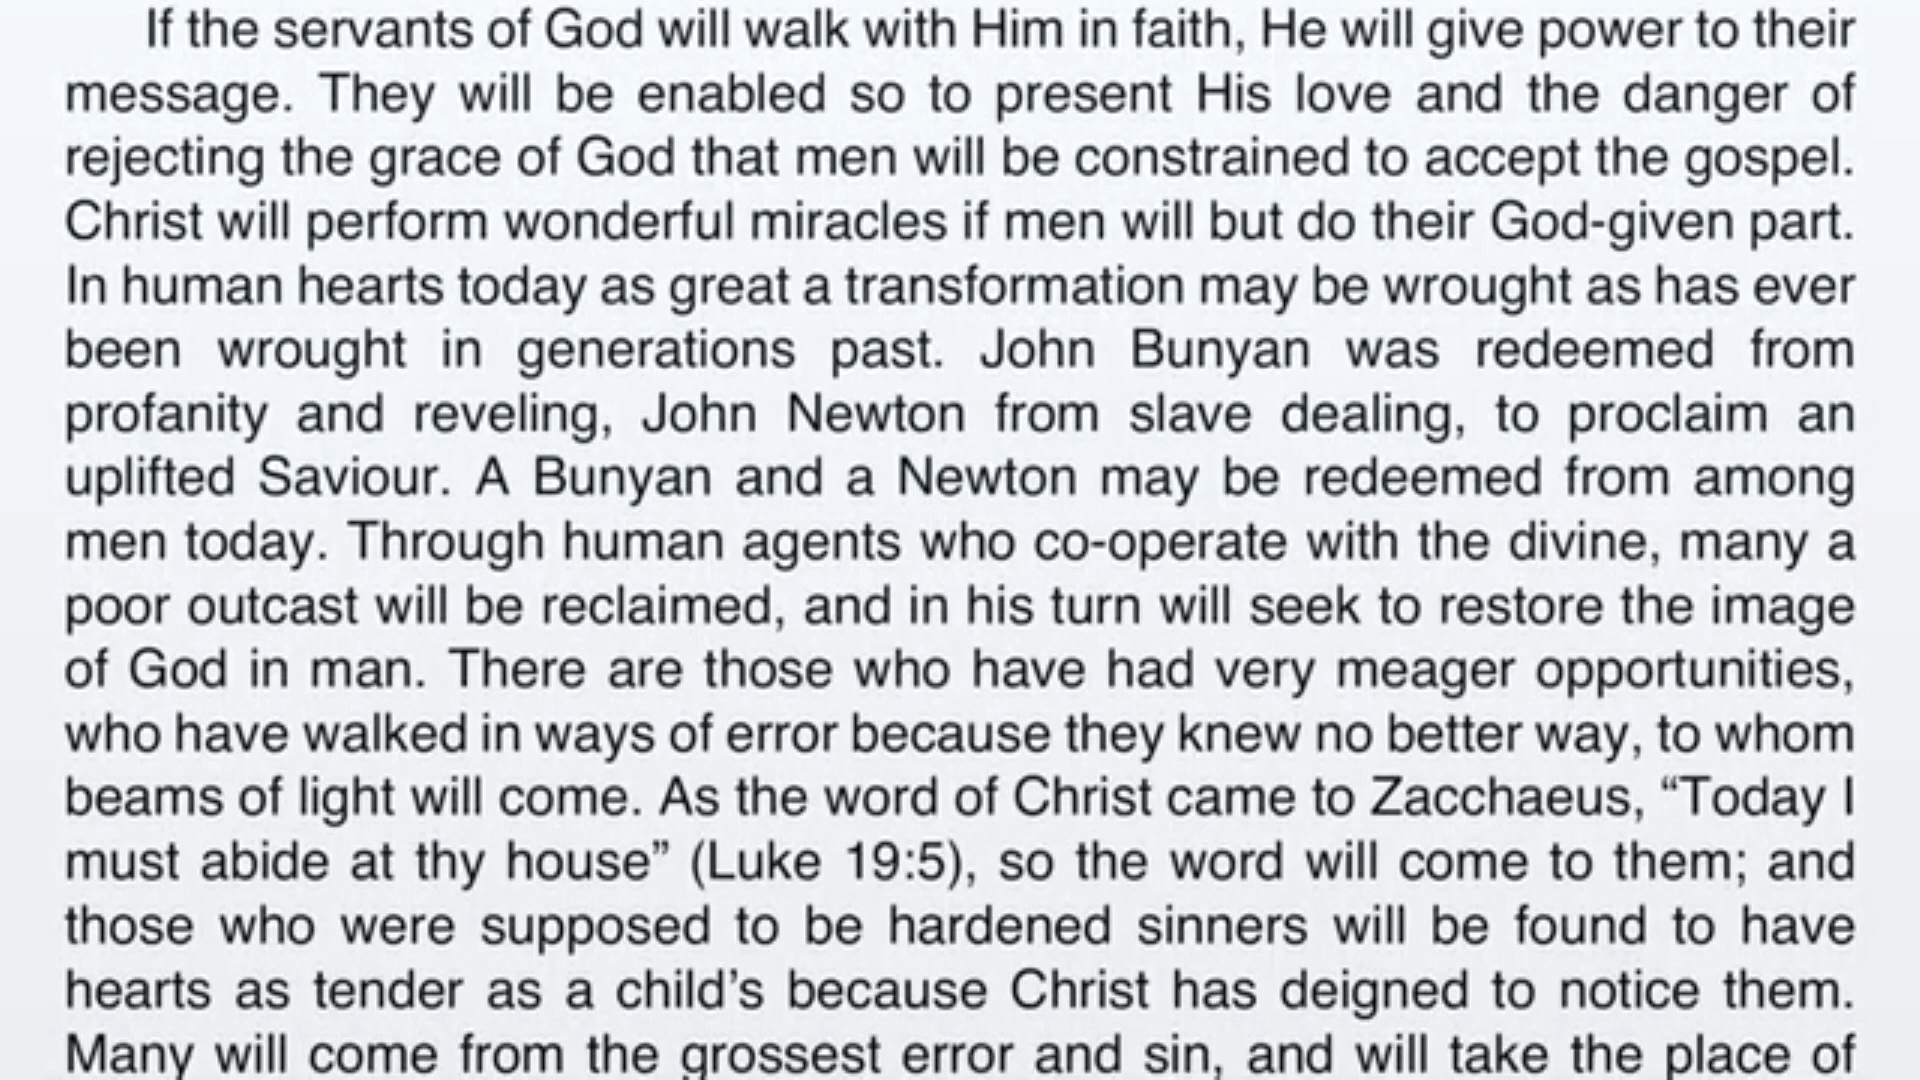 If the servants of God will walk with Him in faith, He will give power to their
message. They will be enabled so to present His love and the danger of
rejecting the grace of God that men will be constrained to accept the gospel.
Christ will perform wonderful miracles if men will but do their God-given part.
In human hearts today as great a transformation may be wrought as has ever
been wrought in generations past. John Bunyan was redeemed from
profanity and reveling, John Newton from slave dealing, to proclaim an
uplifted Saviour. A Bunyan and a Newton may be redeemed from among
men today. Through human agents who co-operate with the divine, many a
poor outcast will be reclaimed, and in his turn will seek to restore the image
of God in man. There are those who have had very meager opportunities,
who have walked in ways of error because they knew no better way, to whom
beams of light will come. As the word of Christ came to Zacchaeus, “Today I
must abide at thy house” (Luke 19:5), so the word will come to them; and
those who were supposed to be hardened sinners will be found to have
hearts as tender as a child’s because Christ has deigned to notice them.
Many will come from the grossest error and sin, and will take the place of